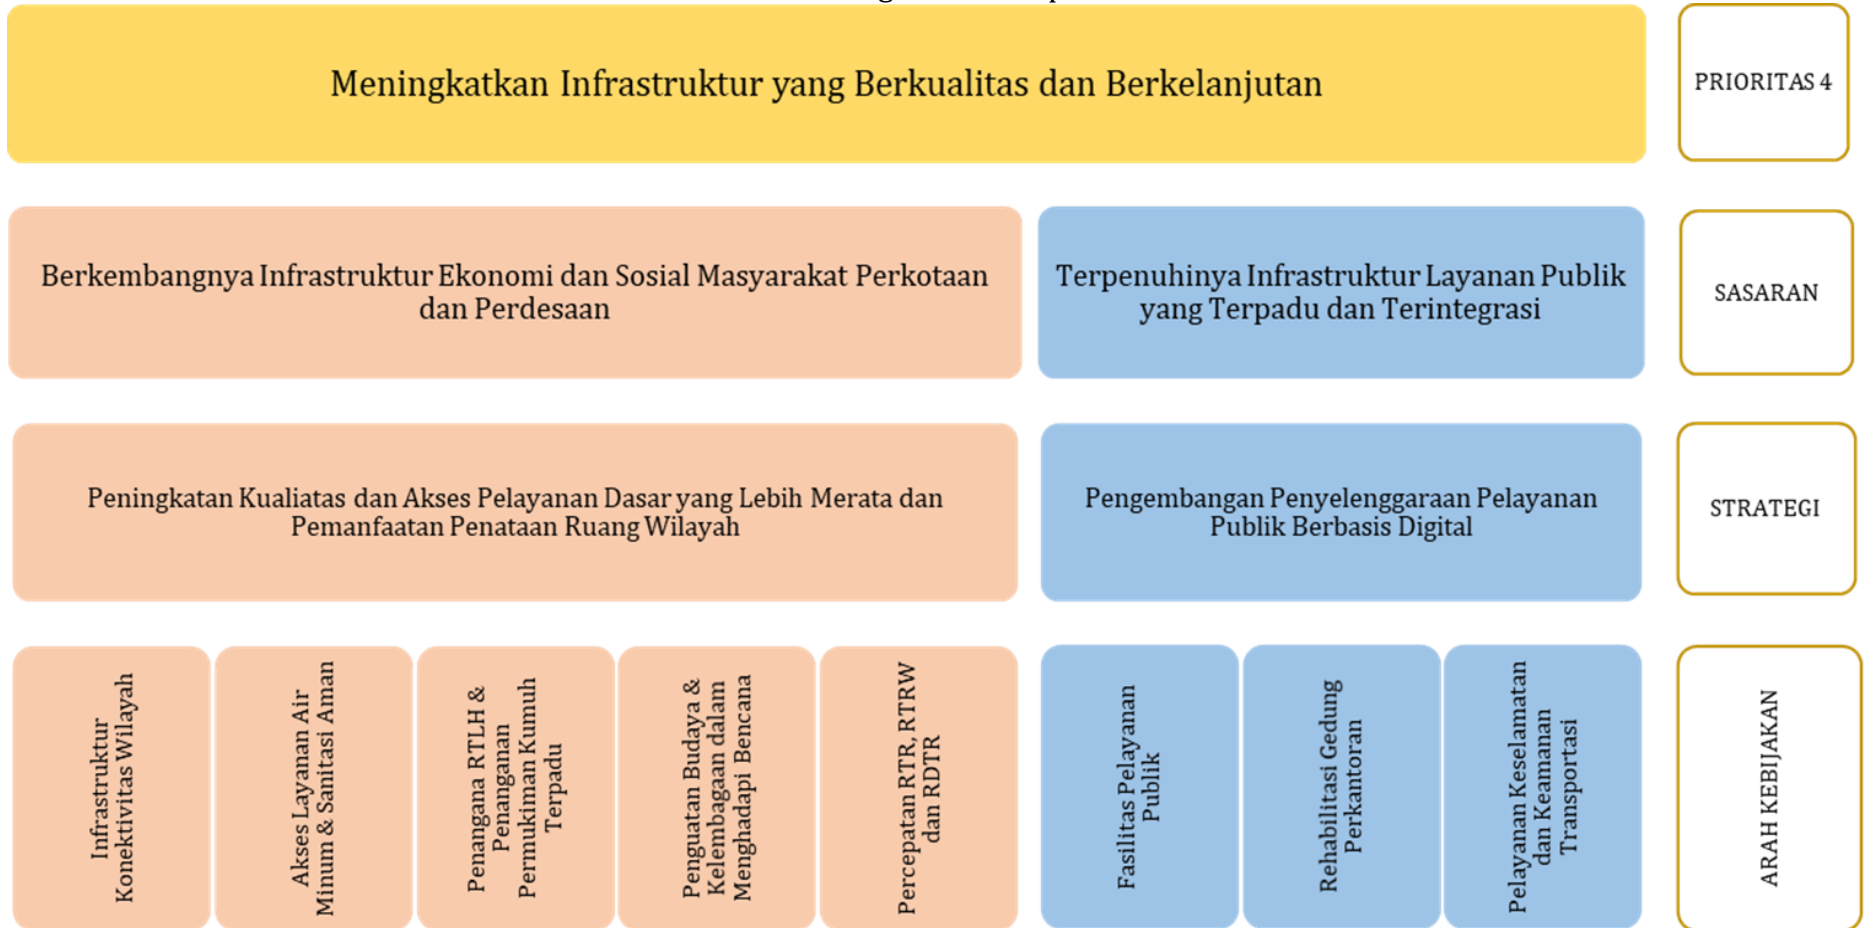 Meningkatkan Infrastruktur yang Berkualitas dan Berkelanjutan
PRIORITAS 4
Berkembangnya Infrastruktur Ekonomi dan Sosial Masyarakat Perkotaan
dan Perdesaan
Terpenuhinya Infrastruktur Layanan Publik
yang Terpadu dan Terintegrasi
SASARAN
Peningkatan Kualiatas dan Akses Pelayanan Dasar yang Lebih Merata dan
Pemanfaatan Penataan Ruang Wilayah
Pengembangan Penyelenggaraan Pelayanan
Publik Berbasis Digital
STRATEGI
Infrastruktur
Konektivitas Wilayah
Akses Layanan Air
Minum & Sanitasi Aman
Penangana RTLH &
Penanganan
Permukiman Kumuh
Terpadu
Penguatan Budaya &
Kelembagaan dalam
Menghadapi Bencana
Percepatan RTR, RTRW
dan RDTR
Fasilitas Pelayanan
Publik
Rehabilitasi Gedung
Perkantoran
Pelayanan Keselamatan
dan Keamanan
Transportasi
ARAH KEBIJAKAN